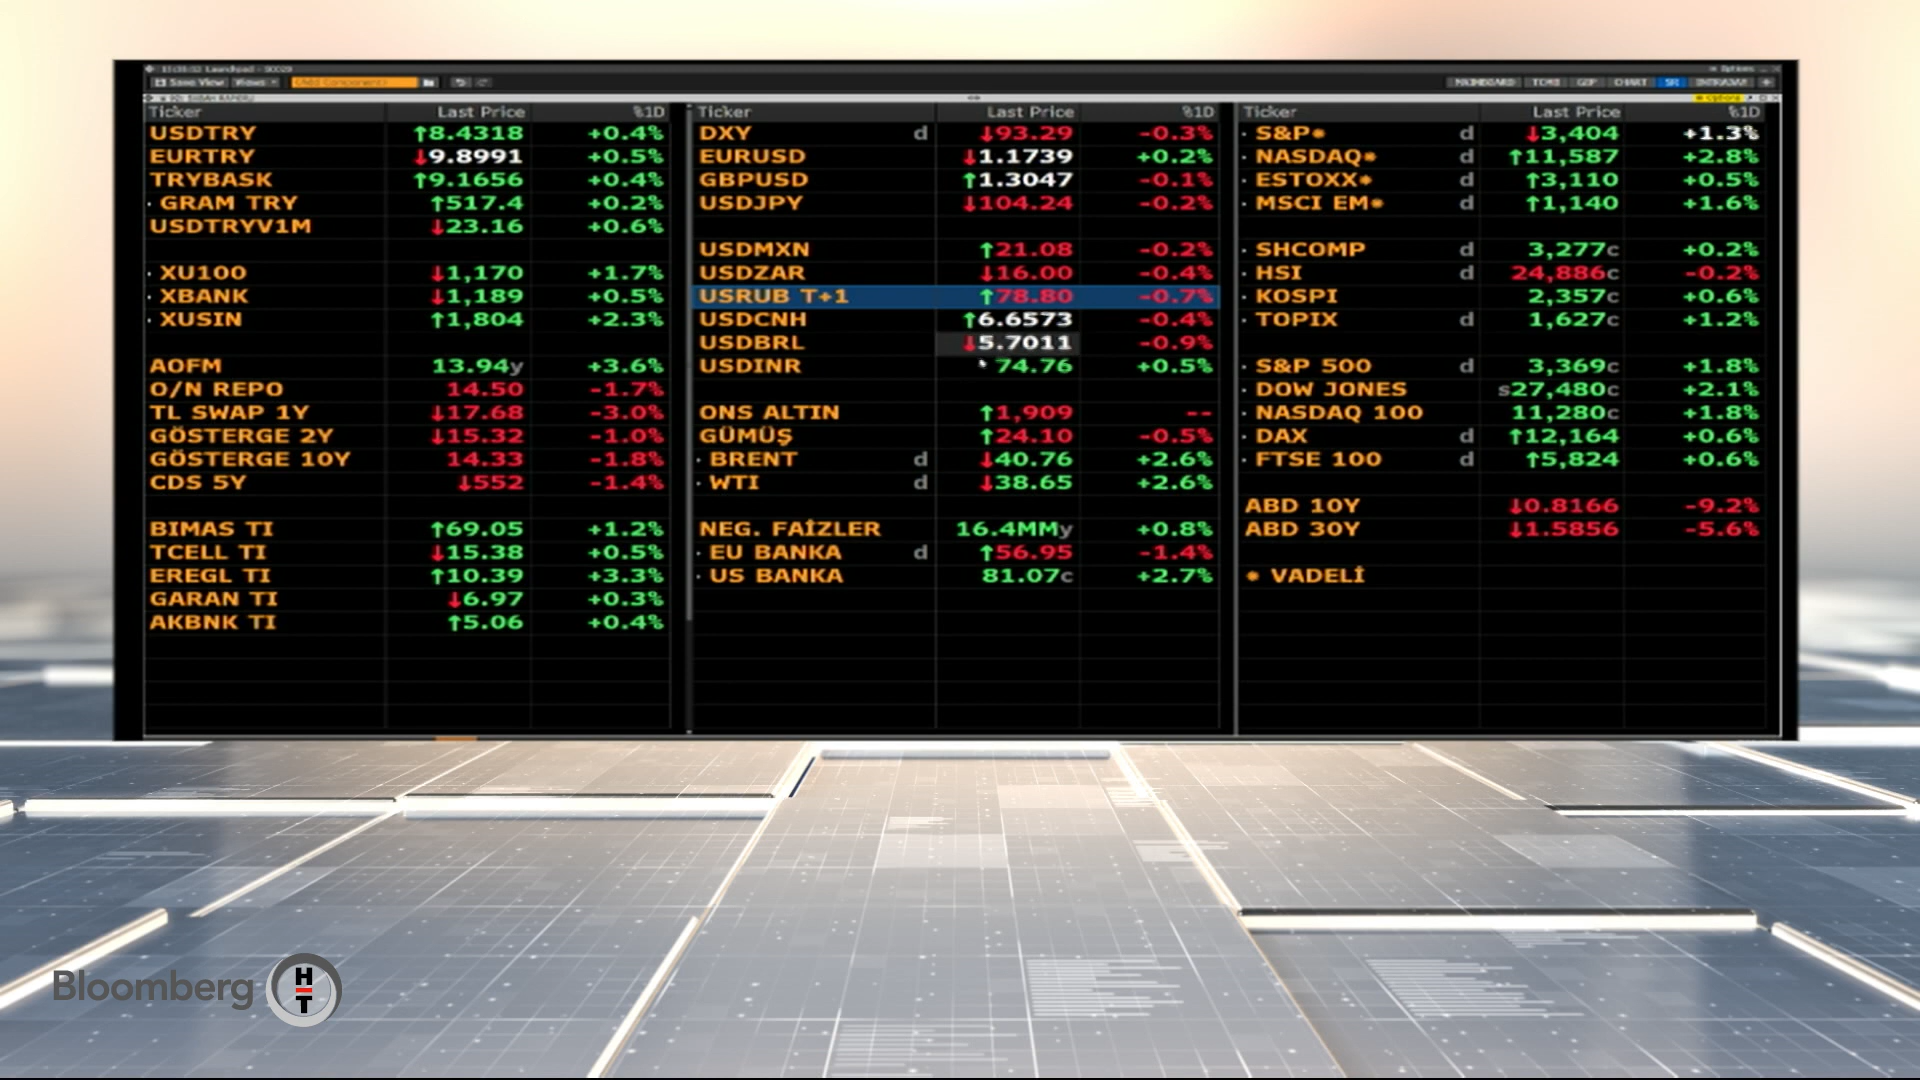 Save View Views
Options
Ticker Last Price %1D
USDTRY ↑8.4318 +0.4%
EURTRY ↓9.8991 +0.5%
TRYBASK ↑9.1656 +0.4%
GRAM TRY ↑517.4 +0.2%
USDTRYV1M ↓23.16 +0.6%
XU100 ↓1,170 +1.7%
XBANK ↓1,189 +0.5%
XUSIN ↑1,804 +2.3%
AOFM 13.94y +3.6%
O/N REPO 14.50 -1.7%
TL SWAP 1Y ↓17.68 -3.0%
GÖSTERGE 2Y ↓15.32 -1.0%
GÖSTERGE 10Y 14.33 -1.8%
CDS 5Y ↓552 -1.4%
BIMAS TI ↑69.05 +1.2%
TCELL TI ↓15.38 +0.5%
EREGL TI ↑10.39 +3.3%
GARAN TI ↓6.97 +0.3%
AKBNK TI ↑5.06 +0.4%
Ticker Last Price %1D
DXY d ↓93.29 -0.3%
EURUSD ↓1.1739 +0.2%
GBPUSD ↑1.3047 -0.1%
USDJPY ↓104.24 -0.2%
USDMXN ↑21.08 -0.2%
USDZAR ↓16.00 -0.4%
USRUB T+1 ↑78.80 -0.7%
USDCNH ↑6.6573 -0.4%
USDBRL ↓5.7011 -0.9%
USDINR 74.76 +0.5%
ONS ALTIN ↑1,909 --
GÜMÜŞ ↑24.10 -0.5%
BRENT d ↓40.76 +2.6%
WTI d ↓38.65 +2.6%
NEG. FAİZLER 16.4MMy +0.8%
EU BANKA d ↑56.95 -1.4%
US BANKA 81.07c +2.7%
Ticker Last Price %1D
S&P* d ↓3,404 +1.3%
NASDAQ* d ↑11,587 +2.8%
ESTOXX* d ↑3,110 +0.5%
MSCI EM* d ↑1,140 +1.6%
SHCOMP d 3,277c +0.2%
HSI d 24,886c -0.2%
KOSPI 2,357c +0.6%
TOPIX d 1,627c +1.2%
S&P 500 d 3,369c +1.8%
DOW JONES s27,480c +2.1%
NASDAQ 100 11,280c +1.8%
DAX d ↑12,164 +0.6%
FTSE 100 d ↑5,824 +0.6%
ABD 10Y ↓0.8166 -9.2%
ABD 30Y ↓1.5856 -5.6%
* VADELİ
Bloomberg HT